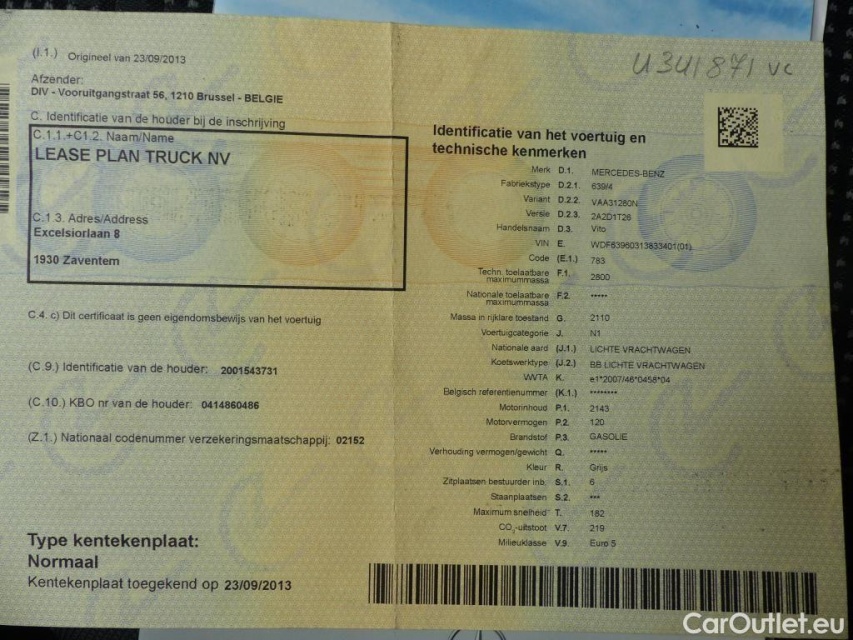 (I.1.) Origineel van 23/09/2013
Afzender:
DIV - Vooruitgangstraat 56, 1210 Brussel - BELGIE
C. Identificatie van de houder bij de inschrijving
C.1.1.+C1.2. Naam/Name
LEASE PLAN TRUCK NV
C.1 3. Adres/Address
Excelsiorlaan 8
1930 Zaventem
C.4. c) Dit certificaat is geen eigendomsbewijs van het voertuig
(C.9.) Identificatie van de houder: 2001543731
(C.10.) KBO nr van de houder: 0414860486
(Z.1.) Nationaal codenummer verzekeringsmaatschappij: 02152
Type kentekenplaat:
Normaal
Kentekenplaat toegekend op 23/09/2013
Identificatie van het voertuig en
technische kenmerken
Merk D.1. MERCEDES-BENZ
Fabriekstype D.2.1. 639/4
Variant D.2.2. VAA31280N
Versie D.2.3. 2A2D1T26
Handelsnaam D.3. Vito
VIN E. WDF63960313833401(01)
Code (E.1.) 783
Techn. toelaatbare
maximummassa F.1. 2800
Nationale toelaatbare
maximummassa F.2. *****
Massa in rijklare toestand G. 2110
Voertuigcategorie J. N1
Nationale aard (J.1.) LICHTE VRACHTWAGEN
Koetswerktype (J.2.) BB LICHTE VRACHTWAGEN
WVTA K. e1*2007/46*0458*04
Belgisch referentienummer (K.1.) ********
Motorinhoud P.1. 2143
Motorvermogen P.2. 120
Brandstof P.3. GASOLIE
Verhouding vermogen/gewicht Q. *****
Kleur R. Grijs
Zitplaatsen bestuurder inb. S.1. 6
Staanplaatsen S.2. ***
Maximum snelheid T. 182
CO₂-uitstoot V.7. 219
Milieuklasse V.9. Euro 5
CarOutlet.eu